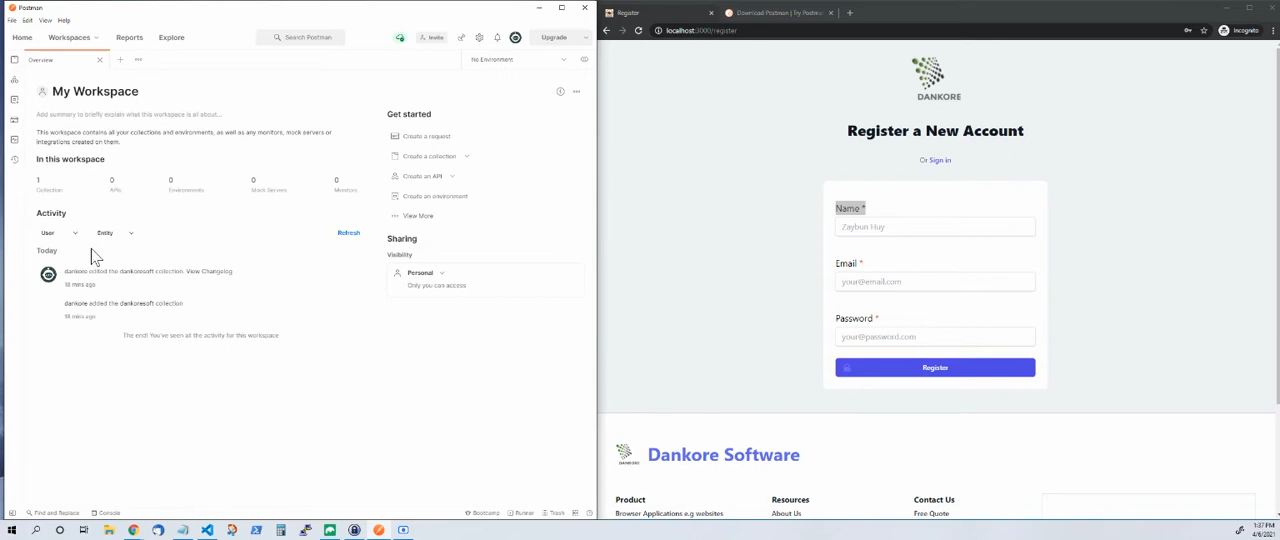 Postman
File Edit View Help
Home Workspaces Reports Explore Search Postman Invite Upgrade
Overview No Environment
My Workspace
Add summary to briefly explain what this workspace is all about...
This workspace contains all your collections and environments, as well as any monitors, mock servers or
integrations created on them.
In this workspace
1 0 0 0 0
Collection APIs Environments Mock Servers Monitors
Activity
User Entity Refresh
Today
dankore edited the dankoresoft collection. View Changelog
18 mins ago
dankore added the dankoresoft collection
18 mins ago
The end! You've seen all the activity for this workspace
Get started
Create a request
Create a collection
Create an API
Create an environment
View More
Sharing
Visibility
Personal
Only you can access
Find and Replace Console Bootcamp Runner Trash
Register Download Postman | Try Postma
localhost:3000/register Incognito
DANKORE
Register a New Account
Or Sign in
Name *
Zaybun Huy
Email *
your@email.com
Password *
your@password.com
Register
DANKORE
Dankore Software
Product Resources Contact Us
Browser Applications e.g websites About Us Free Quote
1:37 PM
4/6/2021